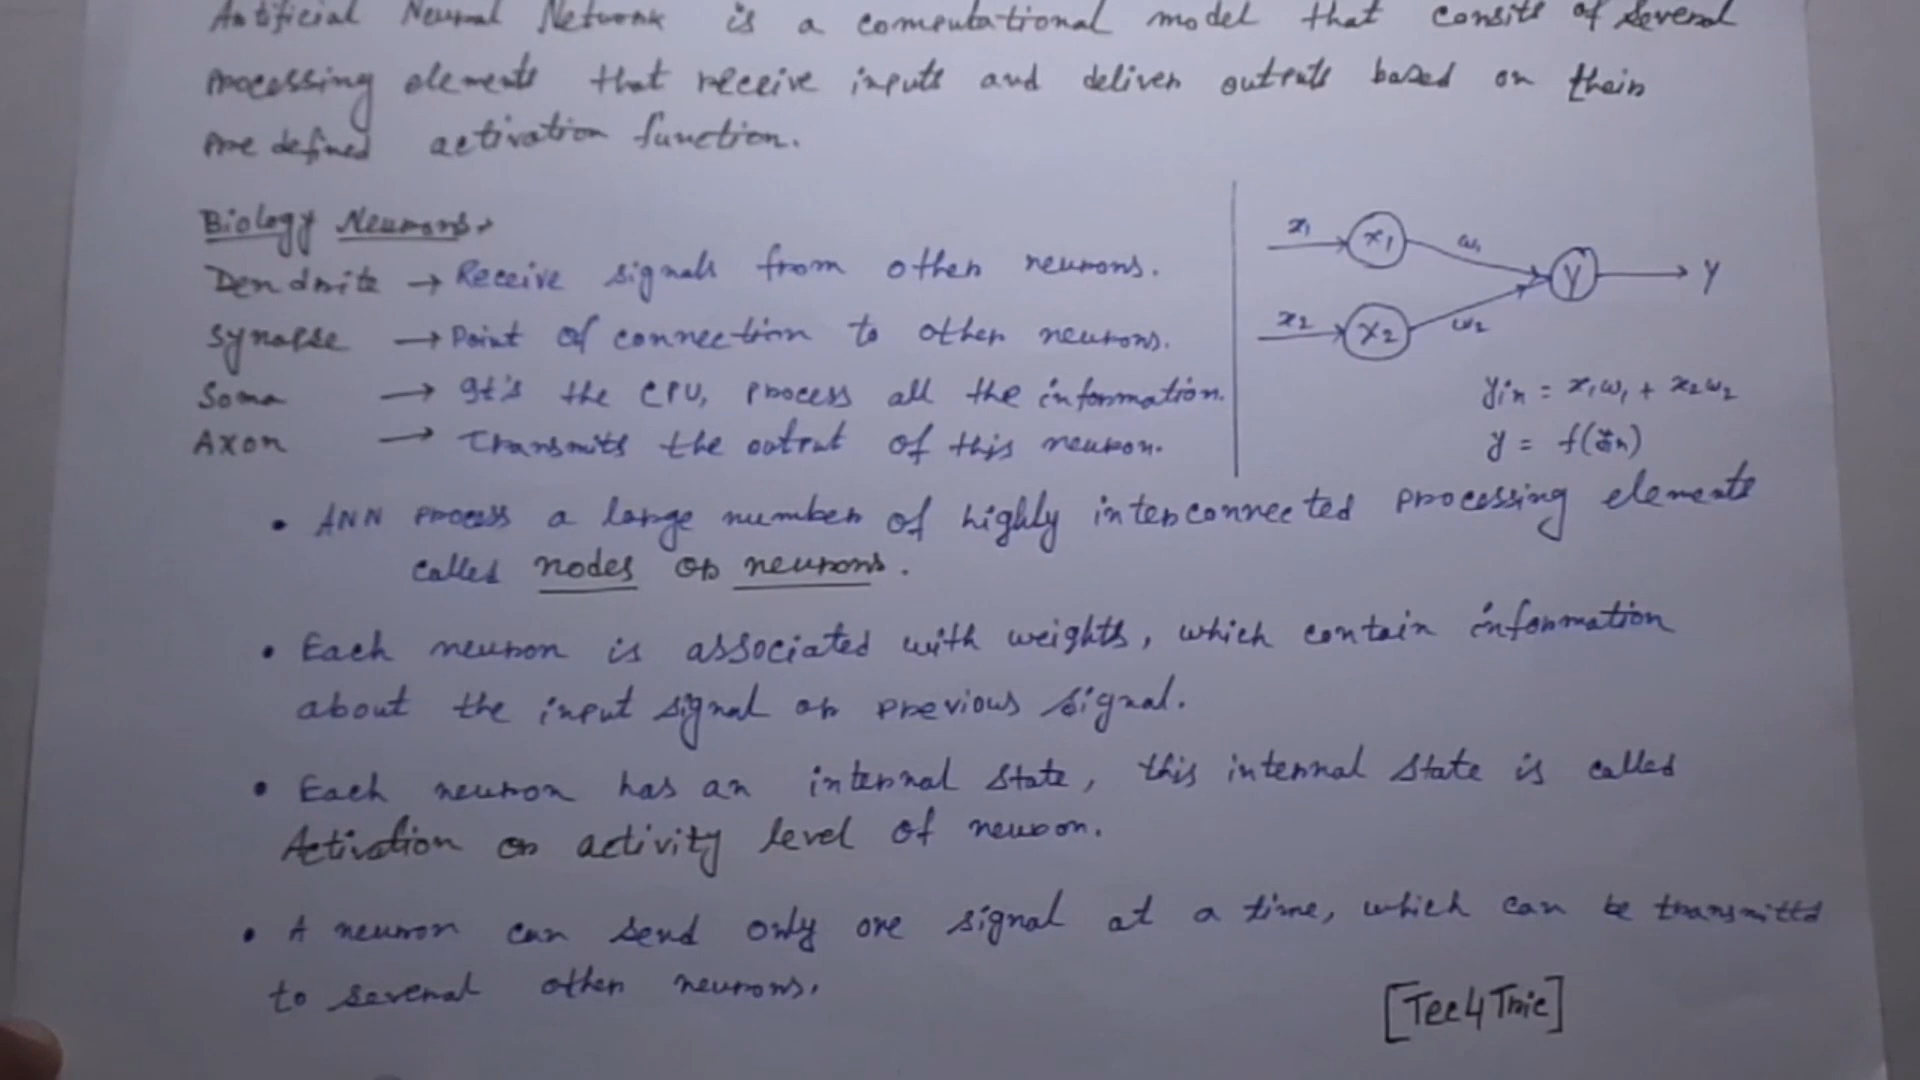 Artificial Neural Network is a computational model that consits of several
processing elements that receive inputs and deliver outputs based on their
pre defined activation function.
Biology Neurons
Dendrite → Receive signals from other neurons.
Synapse → Point of connection to other neurons.
Soma → It's the CPU, process all the information.
Axon → Transmits the output of this neuron.
x1 X1 w1
Y Y
x2 X2 w2
yin = x1w1 + x2w2
y = f(yin)
• ANN process a large number of highly interconnected processing elements
called nodes or neurons.
• Each neuron is associated with weights, which contain information
about the input signal or previous signal.
• Each neuron has an internal state, this internal state is called
Activation or activity level of neuron.
• A neuron can send only one signal at a time, which can be transmittd
to several other neurons.
[Tec4Tric]